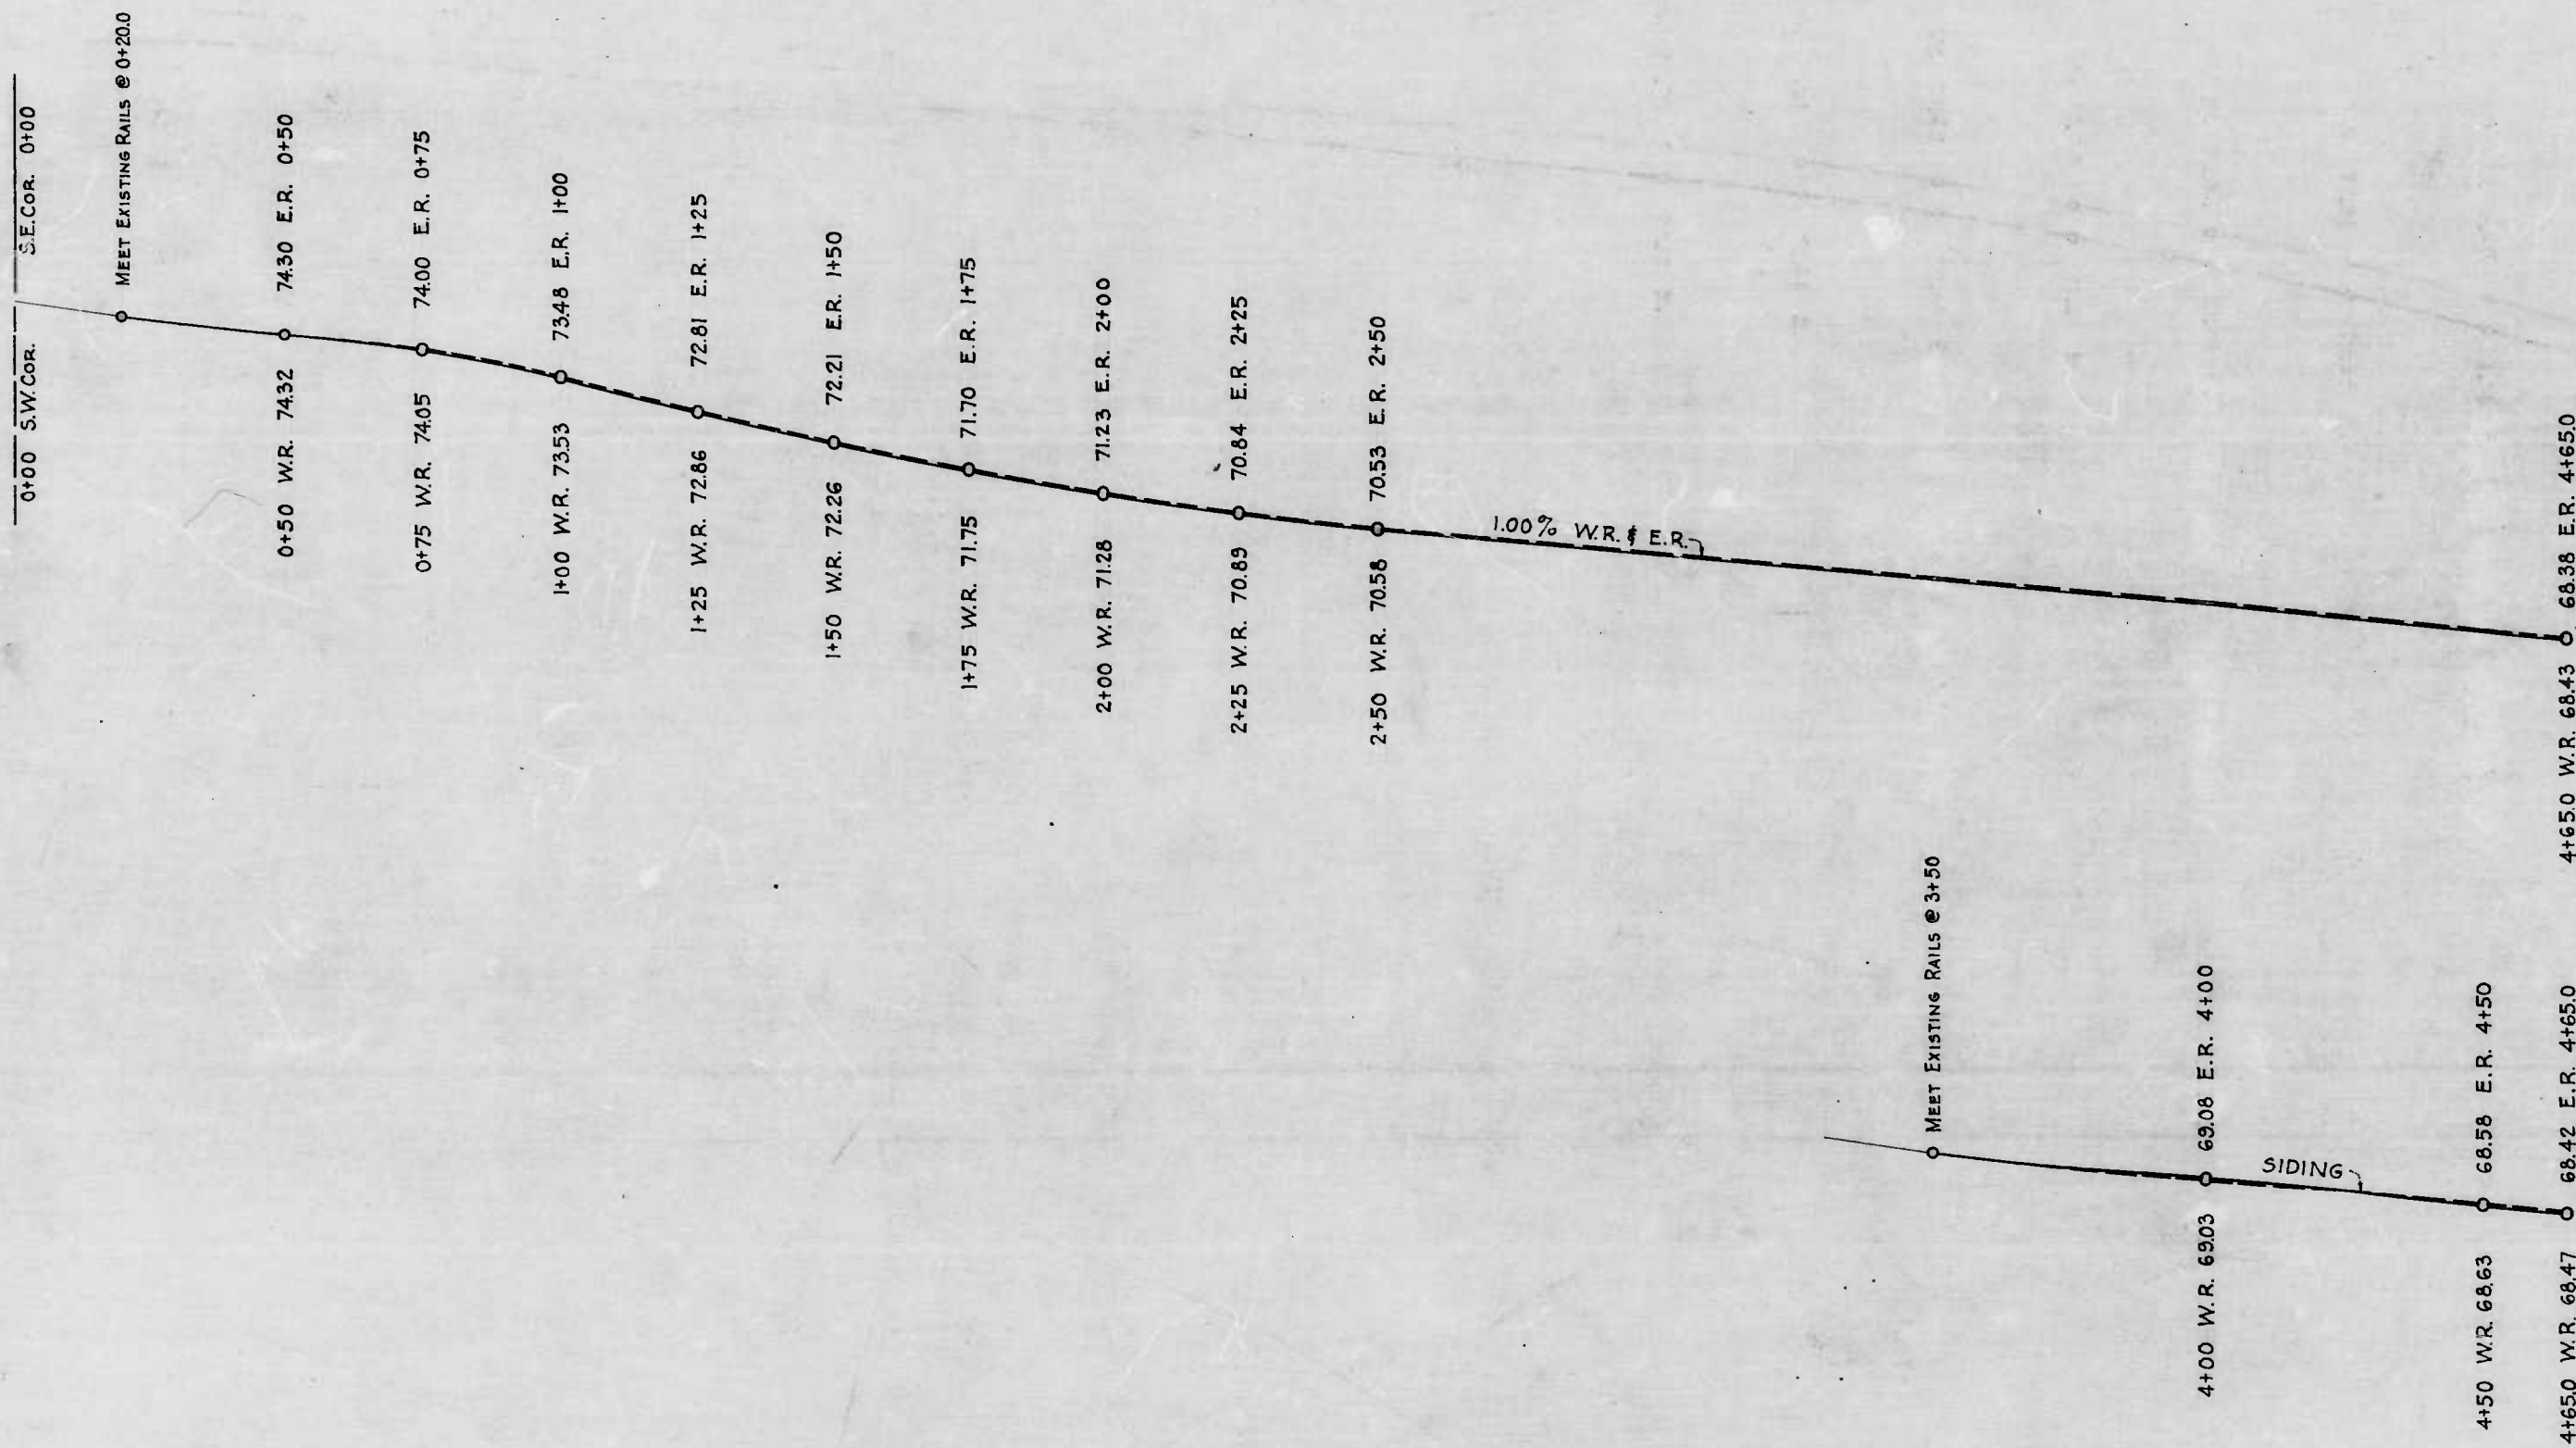 0+00 S.W.COR. S.E.COR. 0+00
MEET EXISTING RAILS @ 0+20.0
0+50 W.R. 74.32 74.30 E.R. 0+50
0+75 W.R. 74.05 74.00 E.R. 0+75
1+00 W.R. 73.53 73.48 E.R. 1+00
1+25 W.R. 72.86 72.81 E.R. 1+25
1+50 W.R. 72.26 72.21 E.R. 1+50
1+75 W.R. 71.75 71.70 E.R. 1+75
2+00 W.R. 71.28 71.23 E.R. 2+00
2+25 W.R. 70.89 70.84 E.R. 2+25
2+50 W.R. 70.58 70.53 E.R. 2+50
1.00% W.R. & E.R.
4+65.0 W.R. 68.43 68.38 E.R. 4+65.0
MEET EXISTING RAILS @ 3+50
4+00 W.R. 69.03 69.08 E.R. 4+00
SIDING
4+50 W.R. 68.63 68.58 E.R. 4+50
4+65.0 W.R. 68.47 68.42 E.R. 4+65.0